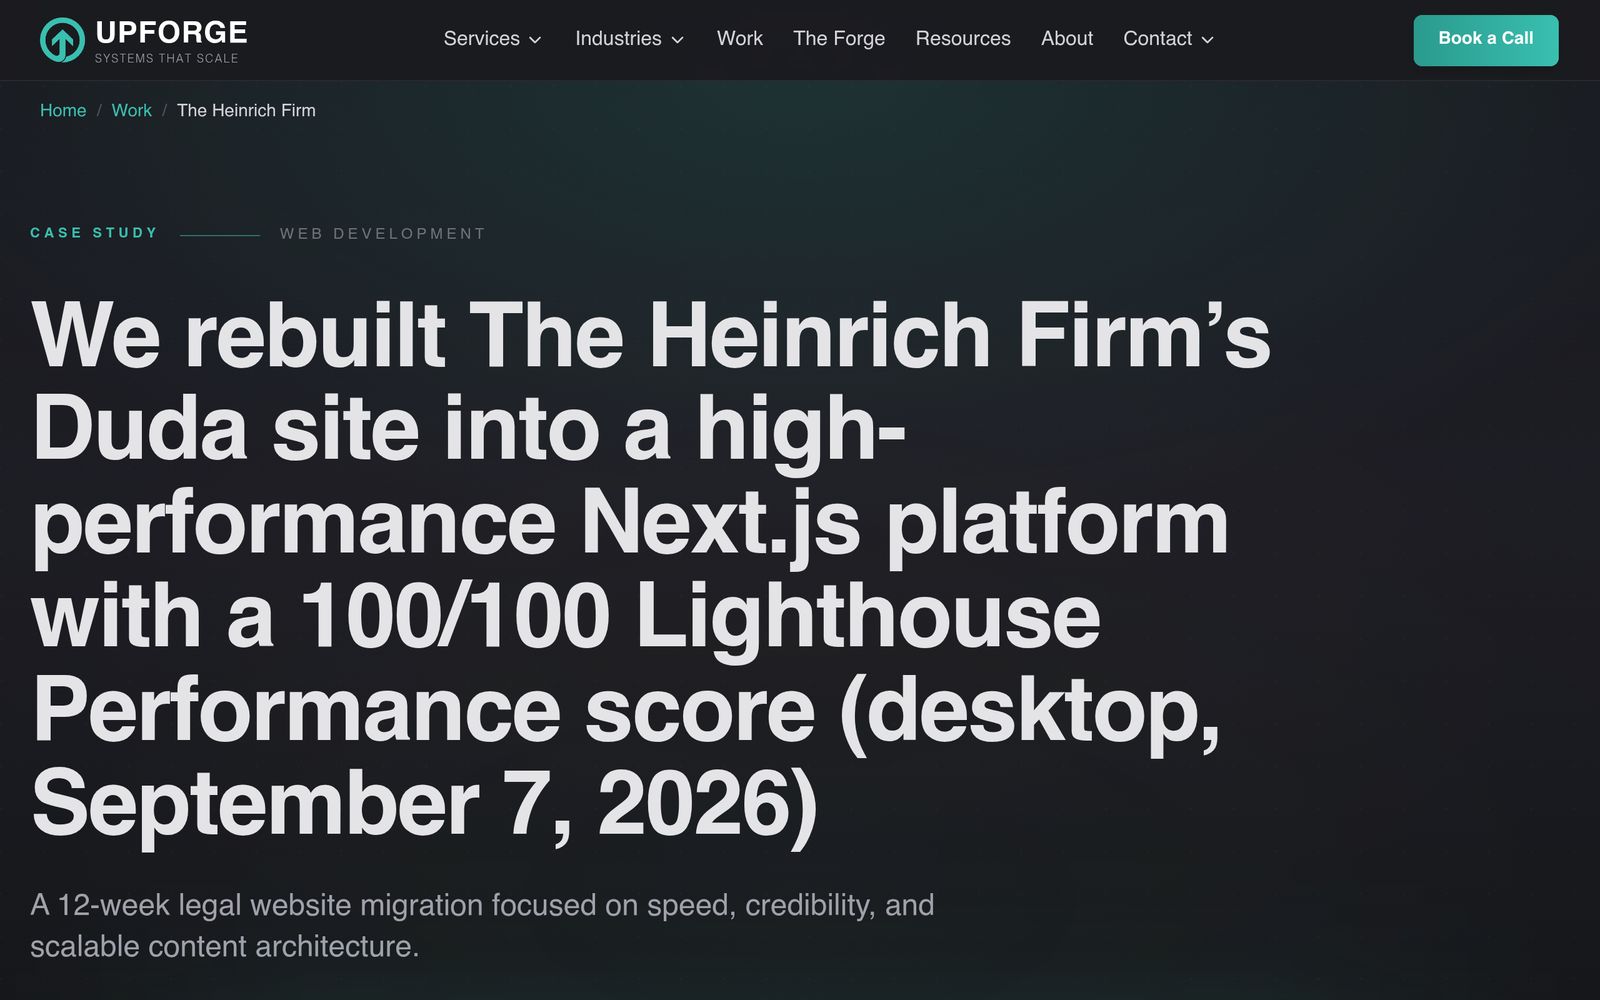 UPFORGE
SYSTEMS THAT SCALE
Services
Industries
Work
The Forge
Resources
About
Contact
Book a Call
Home / Work / The Heinrich Firm
CASE STUDY
WEB DEVELOPMENT
We rebuilt The Heinrich Firm’s
Duda site into a high-
performance Next.js platform
with a 100/100 Lighthouse
Performance score (desktop,
September 7, 2026)
A 12-week legal website migration focused on speed, credibility, and
scalable content architecture.